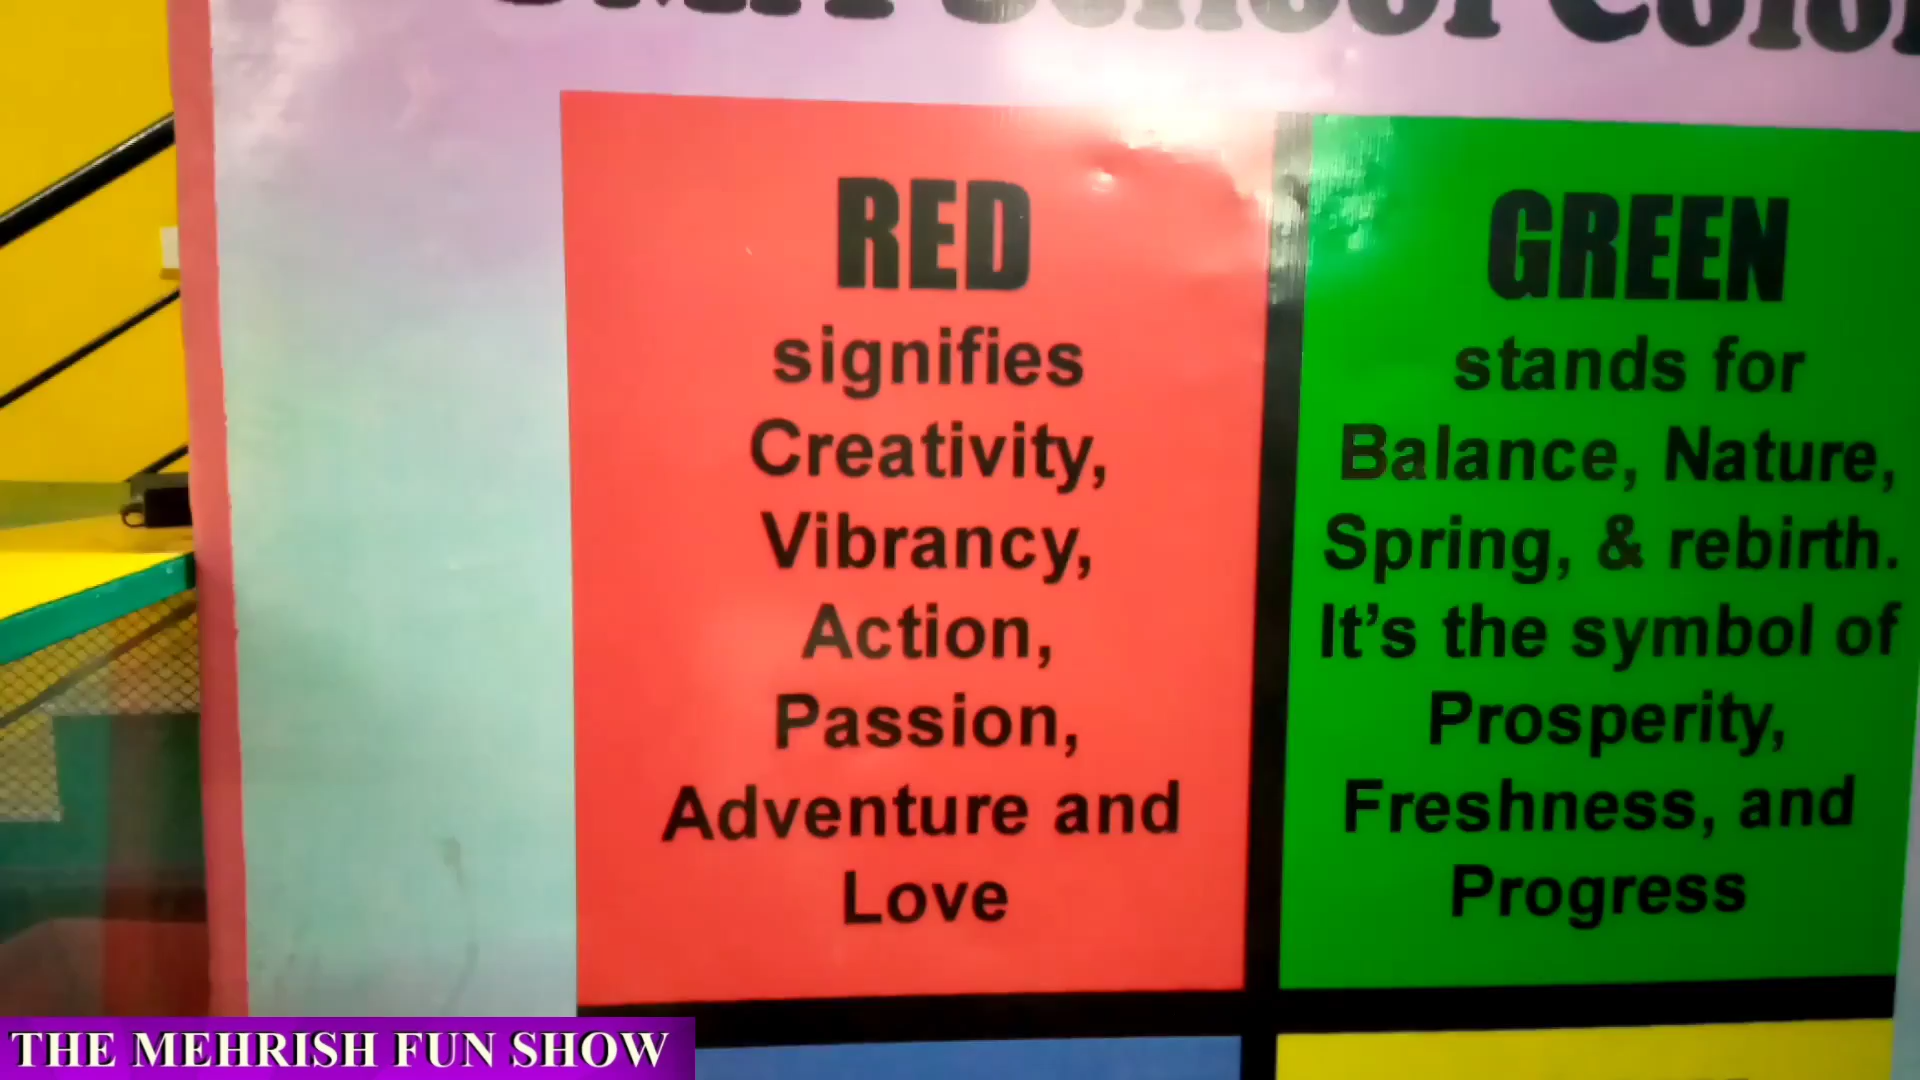 School
RED
signifies
Creativity,
Vibrancy,
Action,
Passion,
Adventure and
Love
GREEN
stands for
Balance, Nature,
Spring, & rebirth.
It's the symbol of
Prosperity,
Freshness, and
Progress
THE MEHRISH FUN SHOW